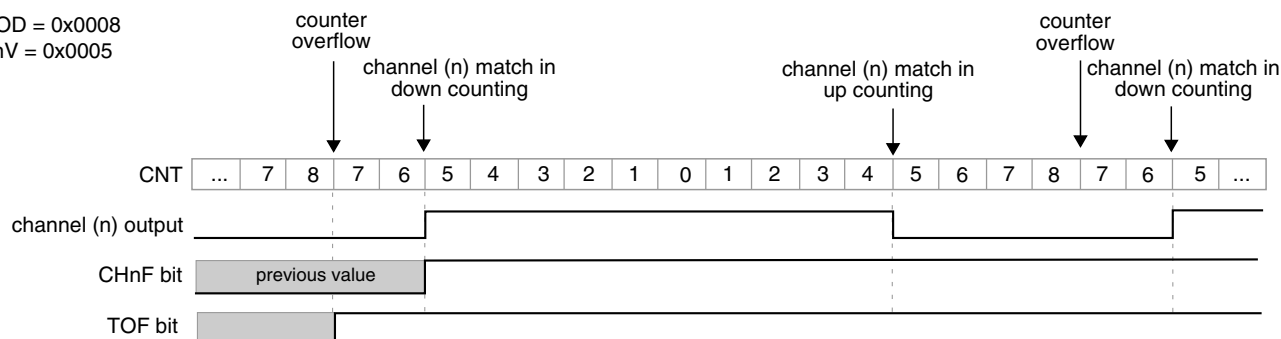 OD = 0x0008
nV = 0x0005
counter
overflow
channel (n) match in
down counting
channel (n) match in
up counting
counter
overflow
channel (n) match in
down counting
CNT ... 7 8 7 6 5 4 3 2 1 0 1 2 3 4 5 6 7 8 7 6 5 ...
channel (n) output
CHnF bit previous value
TOF bit